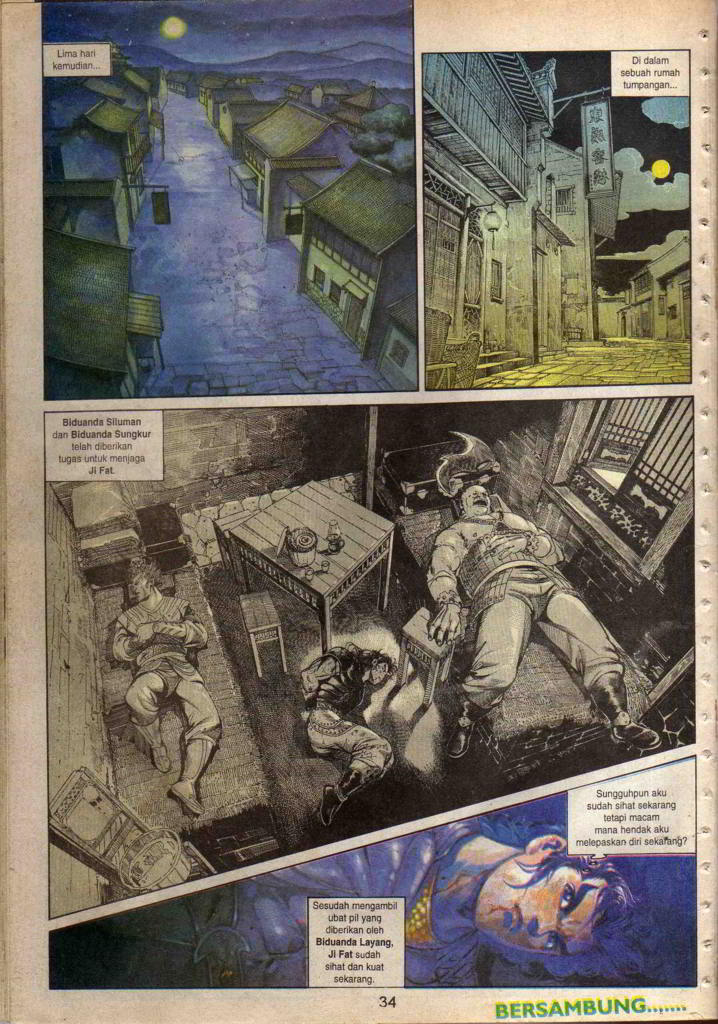 Lima hari
kemudian...
Di dalam
sebuah rumah
tumpangan...
Biduanda Siluman
dan Biduanda Sungkur
telah diberikan
tugas untuk menjaga
Ji Fat.
Sungguhpun aku
sudah sihat sekarang
tetapi macam
mana hendak aku
melepaskan diri sekarang?
Sesudah mengambil
ubat pil yang
diberikan oleh
Biduanda Layang,
Ji Fat sudah
sihat dan kuat
sekarang.
34
BERSAMBUNG.......